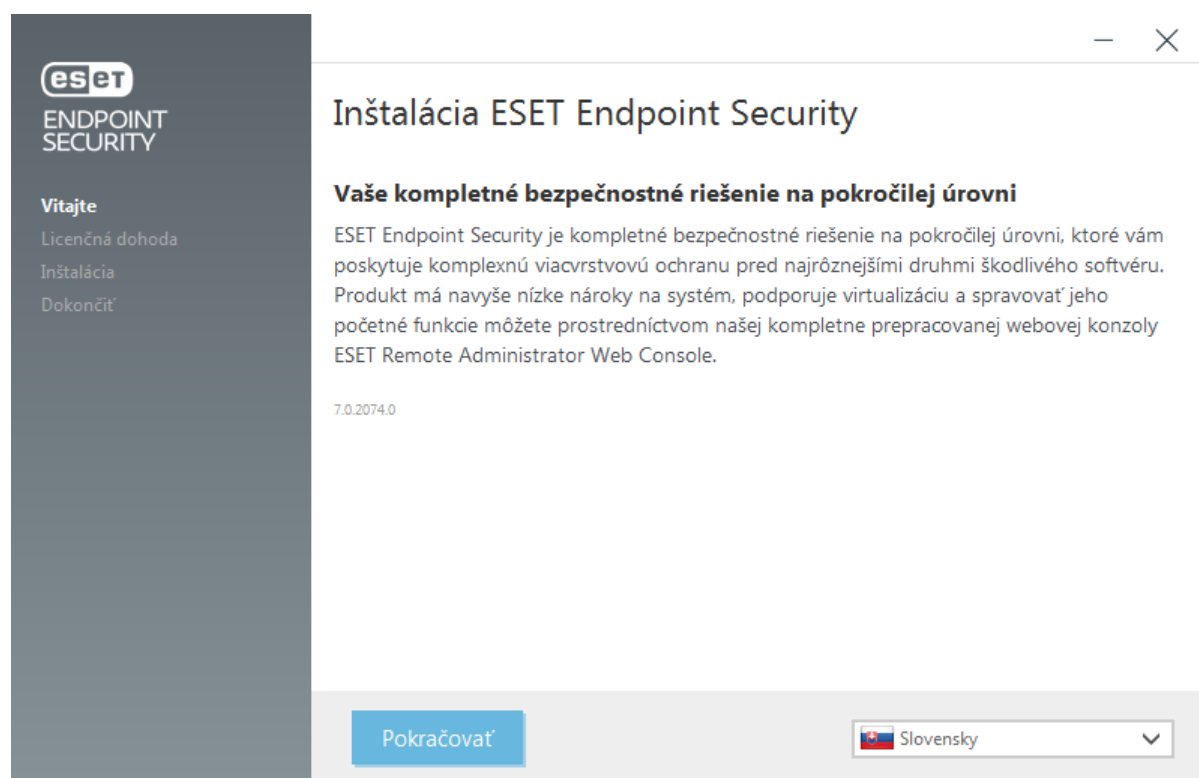 eset
ENDPOINT
SECURITY
Vitajte
Licenčná dohoda
Inštalácia
Dokončiť
Inštalácia ESET Endpoint Security
Vaše kompletné bezpečnostné riešenie na pokročilej úrovni
ESET Endpoint Security je kompletné bezpečnostné riešenie na pokročilej úrovni, ktoré vám
poskytuje komplexnú viacvrstvovú ochranu pred najrôznejšími druhmi škodlivého softvéru.
Produkt má navyše nízke nároky na systém, podporuje virtualizáciu a spravovať jeho
početné funkcie môžete prostredníctvom našej kompletne prepracovanej webovej konzoly
ESET Remote Administrator Web Console.
7.0.2074.0
Pokračovať
Slovensky